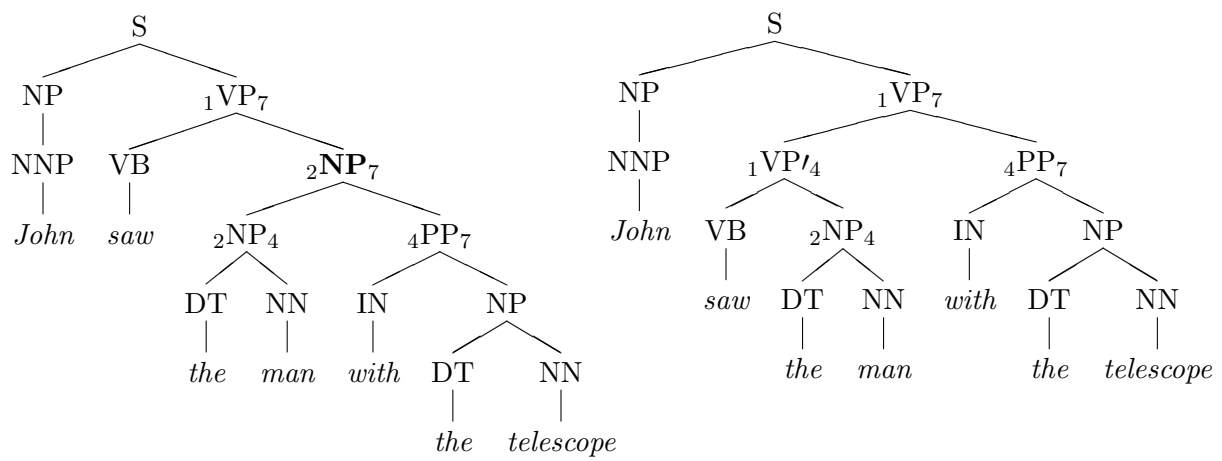 S
NP ₁VP₇
NNP VB ₂NP₇
John saw ₂NP₄ ₄PP₇
DT NN IN NP
the man with DT NN
the telescope
S
NP ₁VP₇
NNP ₁VP′₄ ₄PP₇
John VB ₂NP₄ IN NP
saw DT NN with DT NN
the man the telescope